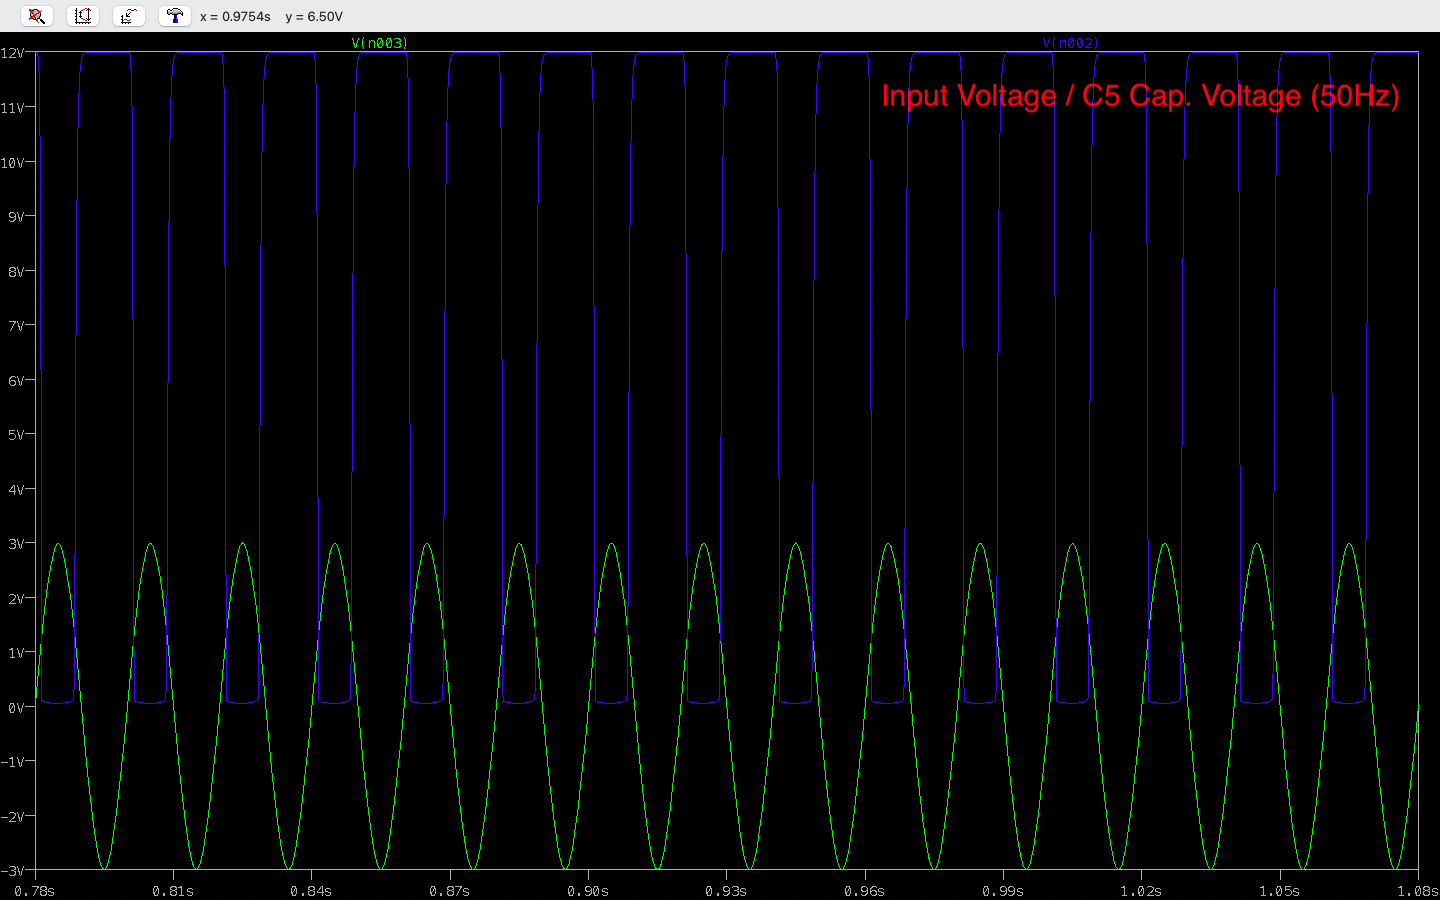 x = 0.9754s y = 6.50V
V(n003) V(n002)
Input Voltage / C5 Cap. Voltage (50Hz)
12V
11V
10V
9V
8V
7V
6V
5V
4V
3V
2V
1V
0V
-1V
-2V
-3V
0.78s 0.81s 0.84s 0.87s 0.90s 0.93s 0.96s 0.99s 1.02s 1.05s 1.08s